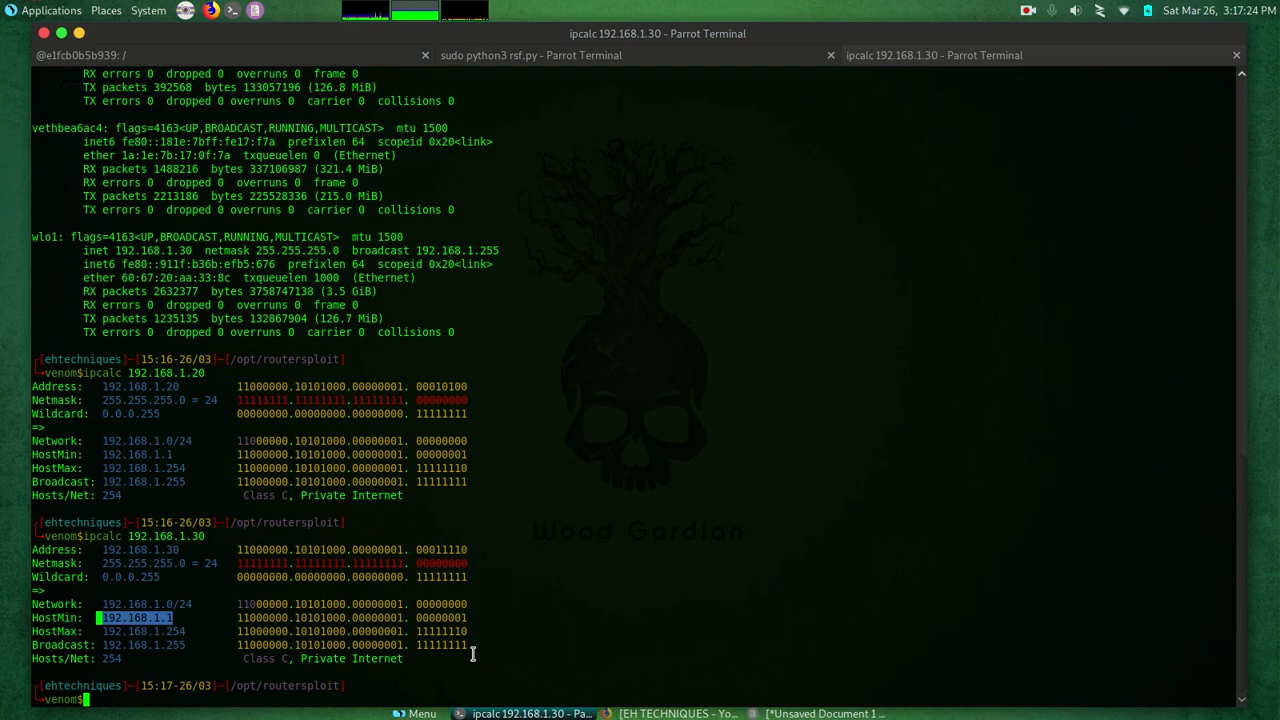 Applications Places System Sat Mar 26, 3:17:24 PM
ipcalc 192.168.1.30 - Parrot Terminal
@e1fcb0b5b939: / sudo python3 rsf.py - Parrot Terminal ipcalc 192.168.1.30 - Parrot Terminal
RX errors 0 dropped 0 overruns 0 frame 0
TX packets 392568 bytes 133057196 (126.8 MiB)
TX errors 0 dropped 0 overruns 0 carrier 0 collisions 0
vethbea6ac4: flags=4163<UP,BROADCAST,RUNNING,MULTICAST> mtu 1500
inet6 fe80::181e:7bff:fe17:f7a prefixlen 64 scopeid 0x20<link>
ether 1a:1e:7b:17:0f:7a txqueuelen 0 (Ethernet)
RX packets 1488216 bytes 337106987 (321.4 MiB)
RX errors 0 dropped 0 overruns 0 frame 0
TX packets 2213186 bytes 225528336 (215.0 MiB)
TX errors 0 dropped 0 overruns 0 carrier 0 collisions 0
wlo1: flags=4163<UP,BROADCAST,RUNNING,MULTICAST> mtu 1500
inet 192.168.1.30 netmask 255.255.255.0 broadcast 192.168.1.255
inet6 fe80::911f:b36b:efb5:676 prefixlen 64 scopeid 0x20<link>
ether 60:67:20:aa:33:8c txqueuelen 1000 (Ethernet)
RX packets 2632377 bytes 3758747138 (3.5 GiB)
RX errors 0 dropped 0 overruns 0 frame 0
TX packets 1235135 bytes 132867904 (126.7 MiB)
TX errors 0 dropped 0 overruns 0 carrier 0 collisions 0
┌[ehtechniques]─[15:16-26/03]─[/opt/routersploit]
└╼venom$ipcalc 192.168.1.20
Address: 192.168.1.20 11000000.10101000.00000001. 00010100
Netmask: 255.255.255.0 = 24 11111111.11111111.11111111. 00000000
Wildcard: 0.0.0.255 00000000.00000000.00000000. 11111111
=>
Network: 192.168.1.0/24 11000000.10101000.00000001. 00000000
HostMin: 192.168.1.1 11000000.10101000.00000001. 00000001
HostMax: 192.168.1.254 11000000.10101000.00000001. 11111110
Broadcast: 192.168.1.255 11000000.10101000.00000001. 11111111
Hosts/Net: 254 Class C, Private Internet
┌[ehtechniques]─[15:16-26/03]─[/opt/routersploit]
└╼venom$ipcalc 192.168.1.30
Address: 192.168.1.30 11000000.10101000.00000001. 00011110
Netmask: 255.255.255.0 = 24 11111111.11111111.11111111. 00000000
Wildcard: 0.0.0.255 00000000.00000000.00000000. 11111111
=>
Network: 192.168.1.0/24 11000000.10101000.00000001. 00000000
HostMin: 192.168.1.1 11000000.10101000.00000001. 00000001
HostMax: 192.168.1.254 11000000.10101000.00000001. 11111110
Broadcast: 192.168.1.255 11000000.10101000.00000001. 11111111
Hosts/Net: 254 Class C, Private Internet
Wood Gardian
┌[ehtechniques]─[15:17-26/03]─[/opt/routersploit]
└╼venom$
Menu ipcalc 192.168.1.30 - Pa... [EH TECHNIQUES - Yo... [*Unsaved Document 1 ...